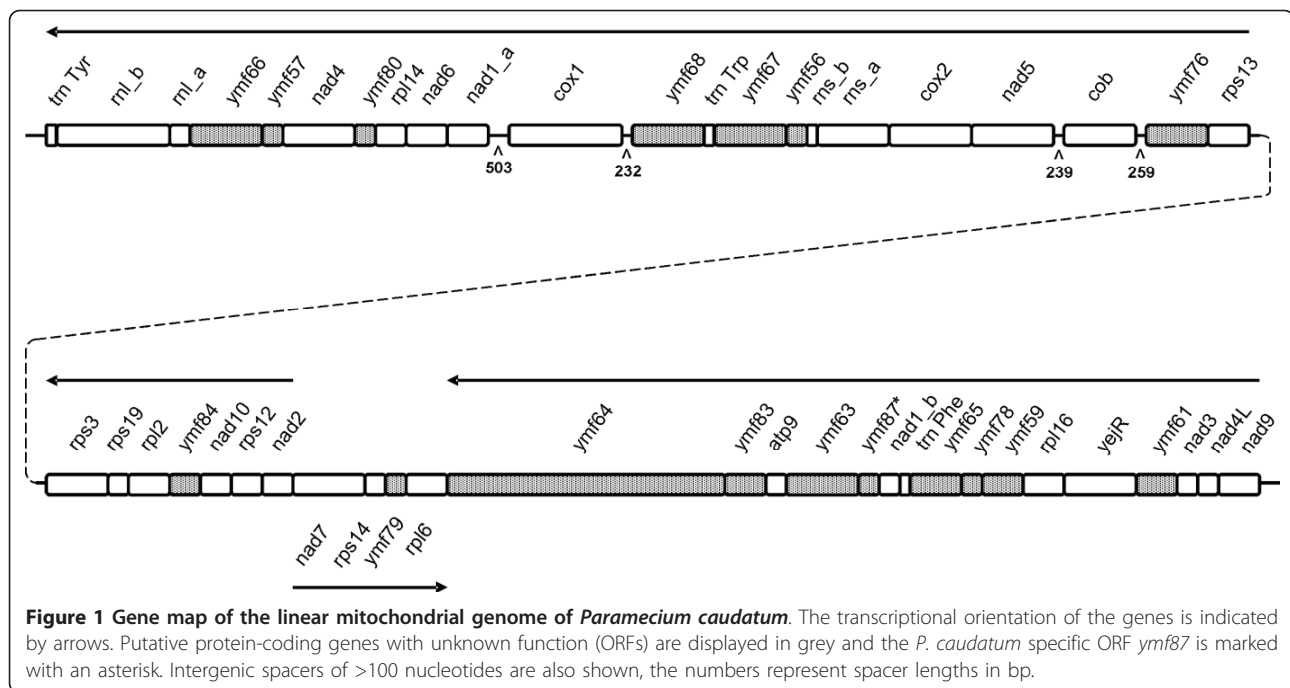 trn Tyr rnl_b rnl_a ymf66 ymf57 nad4 ymf80 rpl14 nad6 nad1_a cox1 ymf68 trn Trp ymf67 ymf56 rns_b rns_a cox2 nad5 cob ymf76 rps13
^ ^ ^ ^
503 232 239 259
rps3 rps19 rpl2 ymf84 nad10 rps12 nad2 ymf64 ymf83 atp9 ymf63 ymf87* nad1_b trn Phe ymf65 ymf78 ymf59 rpl16 yejR ymf61 nad3 nad4L nad9
nad7 rps14 ymf79 rpl6
Figure 1 Gene map of the linear mitochondrial genome of Paramecium caudatum. The transcriptional orientation of the genes is indicated
by arrows. Putative protein-coding genes with unknown function (ORFs) are displayed in grey and the P. caudatum specific ORF ymf87 is marked
with an asterisk. Intergenic spacers of >100 nucleotides are also shown, the numbers represent spacer lengths in bp.